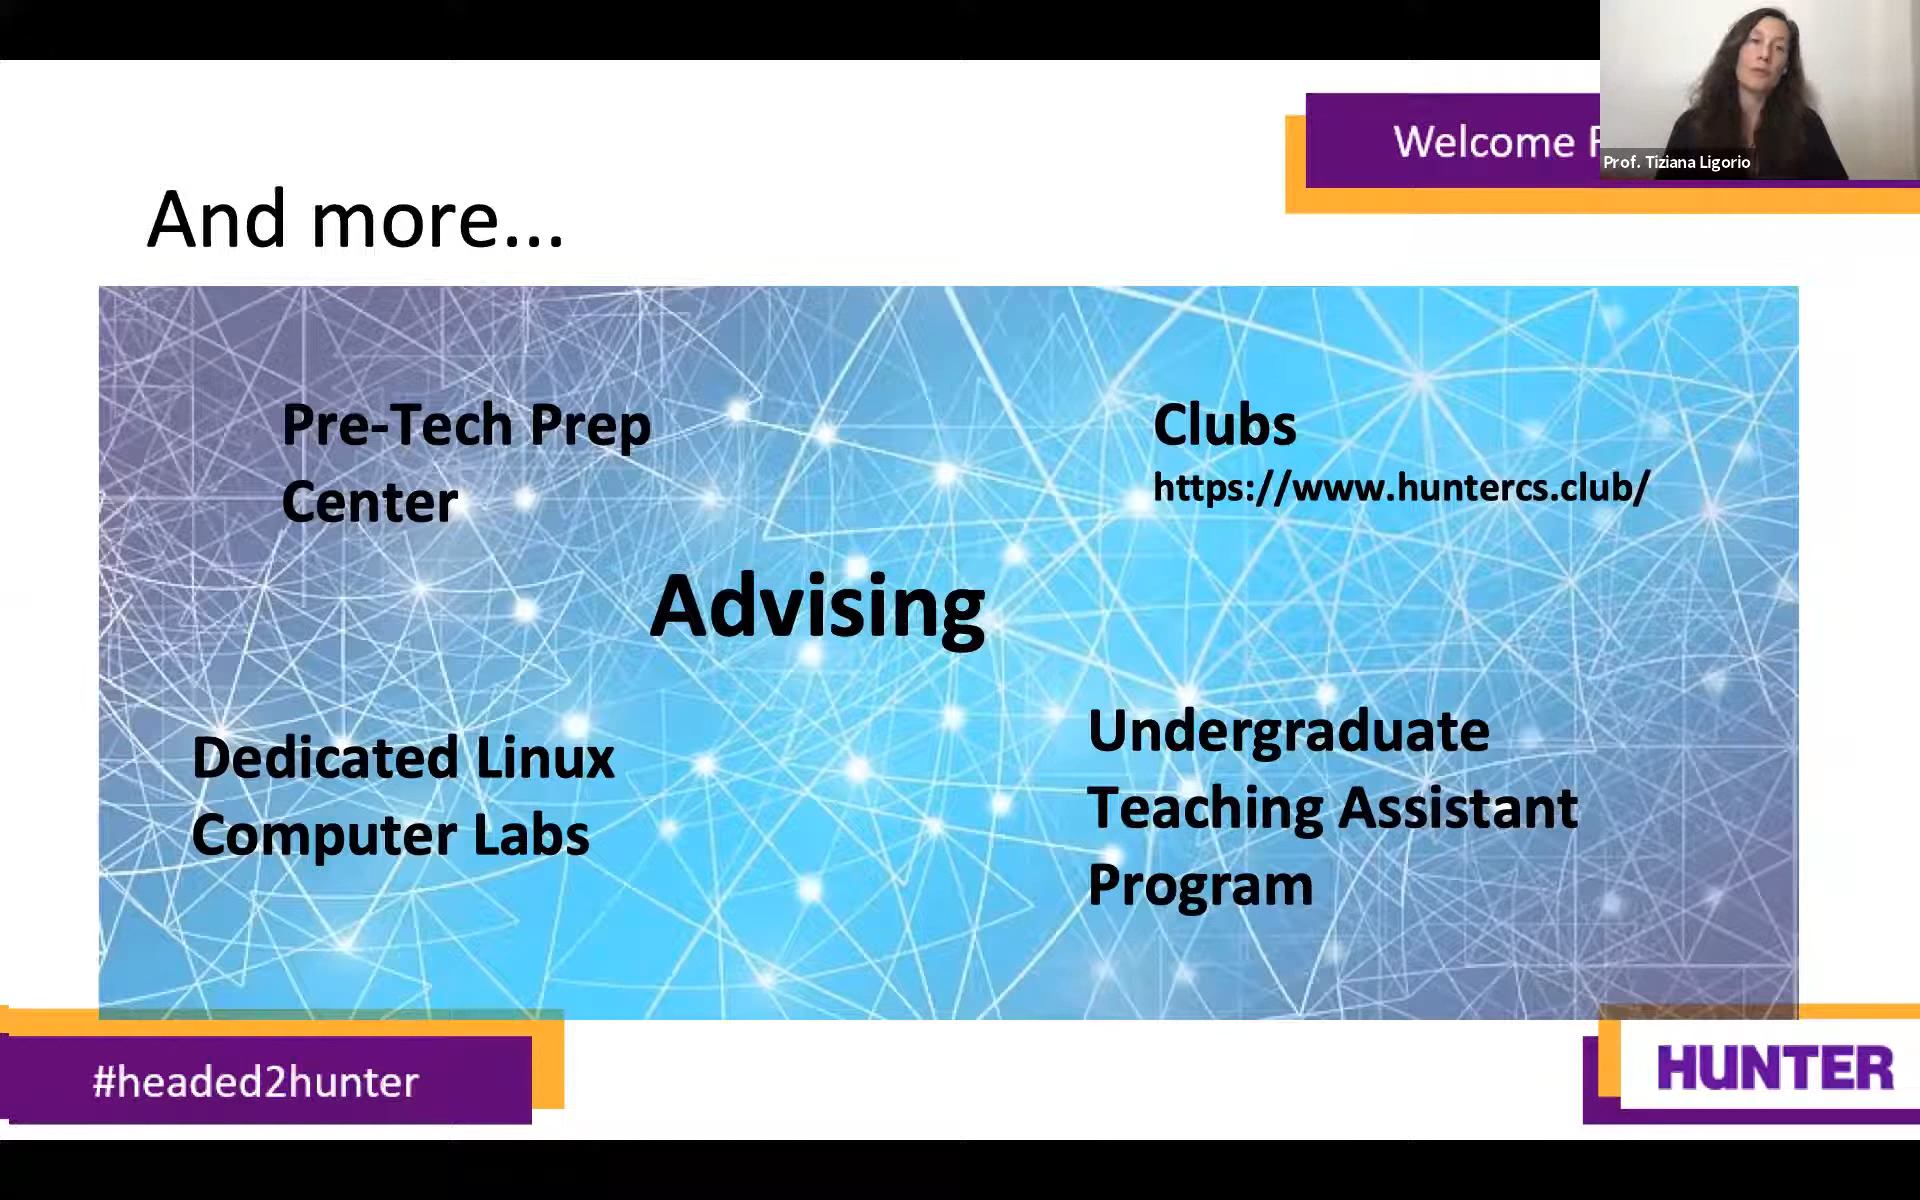 Welcome
Prof. Tiziana Ligorio
And more...
Pre-Tech Prep
Center
Clubs
https://www.huntercs.club/
Advising
Dedicated Linux
Computer Labs
Undergraduate
Teaching Assistant
Program
#headed2hunter
HUNTER